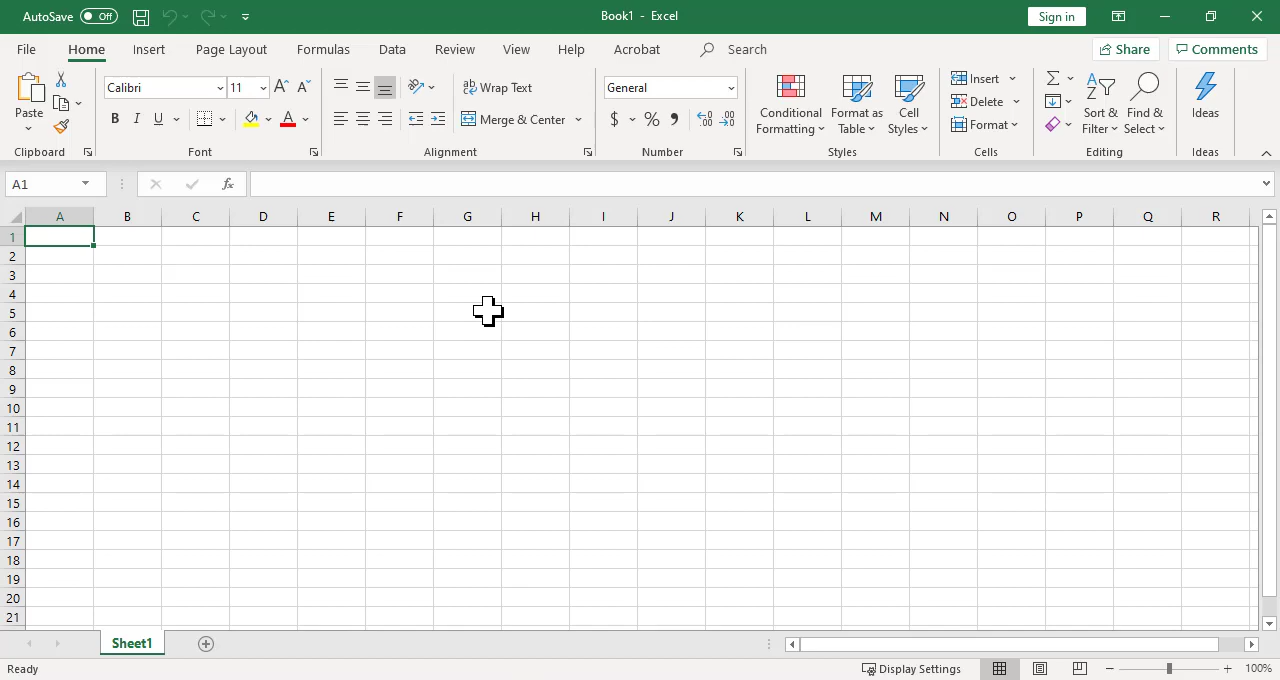 AutoSave Off Book1 - Excel Sign in
File Home Insert Page Layout Formulas Data Review View Help Acrobat Search Share Comments
Calibri 11 ab Wrap Text General Insert
Paste B I U A Merge & Center $ % , Conditional Formatting Format as Table Cell Styles Delete Sort & Filter Find & Select Ideas
Format
Clipboard Font Alignment Number Styles Cells Editing Ideas
A1 fx
A B C D E F G H I J K L M N O P Q R
1
2
3
4
5
6
7
8
9
10
11
12
13
14
15
16
17
18
19
20
21
Sheet1
Ready Display Settings 100%